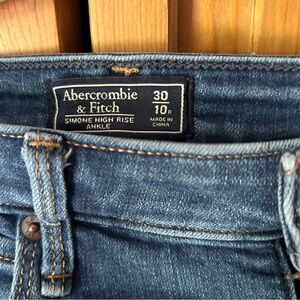 Abercrombie 30
& Fitch 10R
SIMONE HIGH RISE MADE IN
ANKLE CHINA